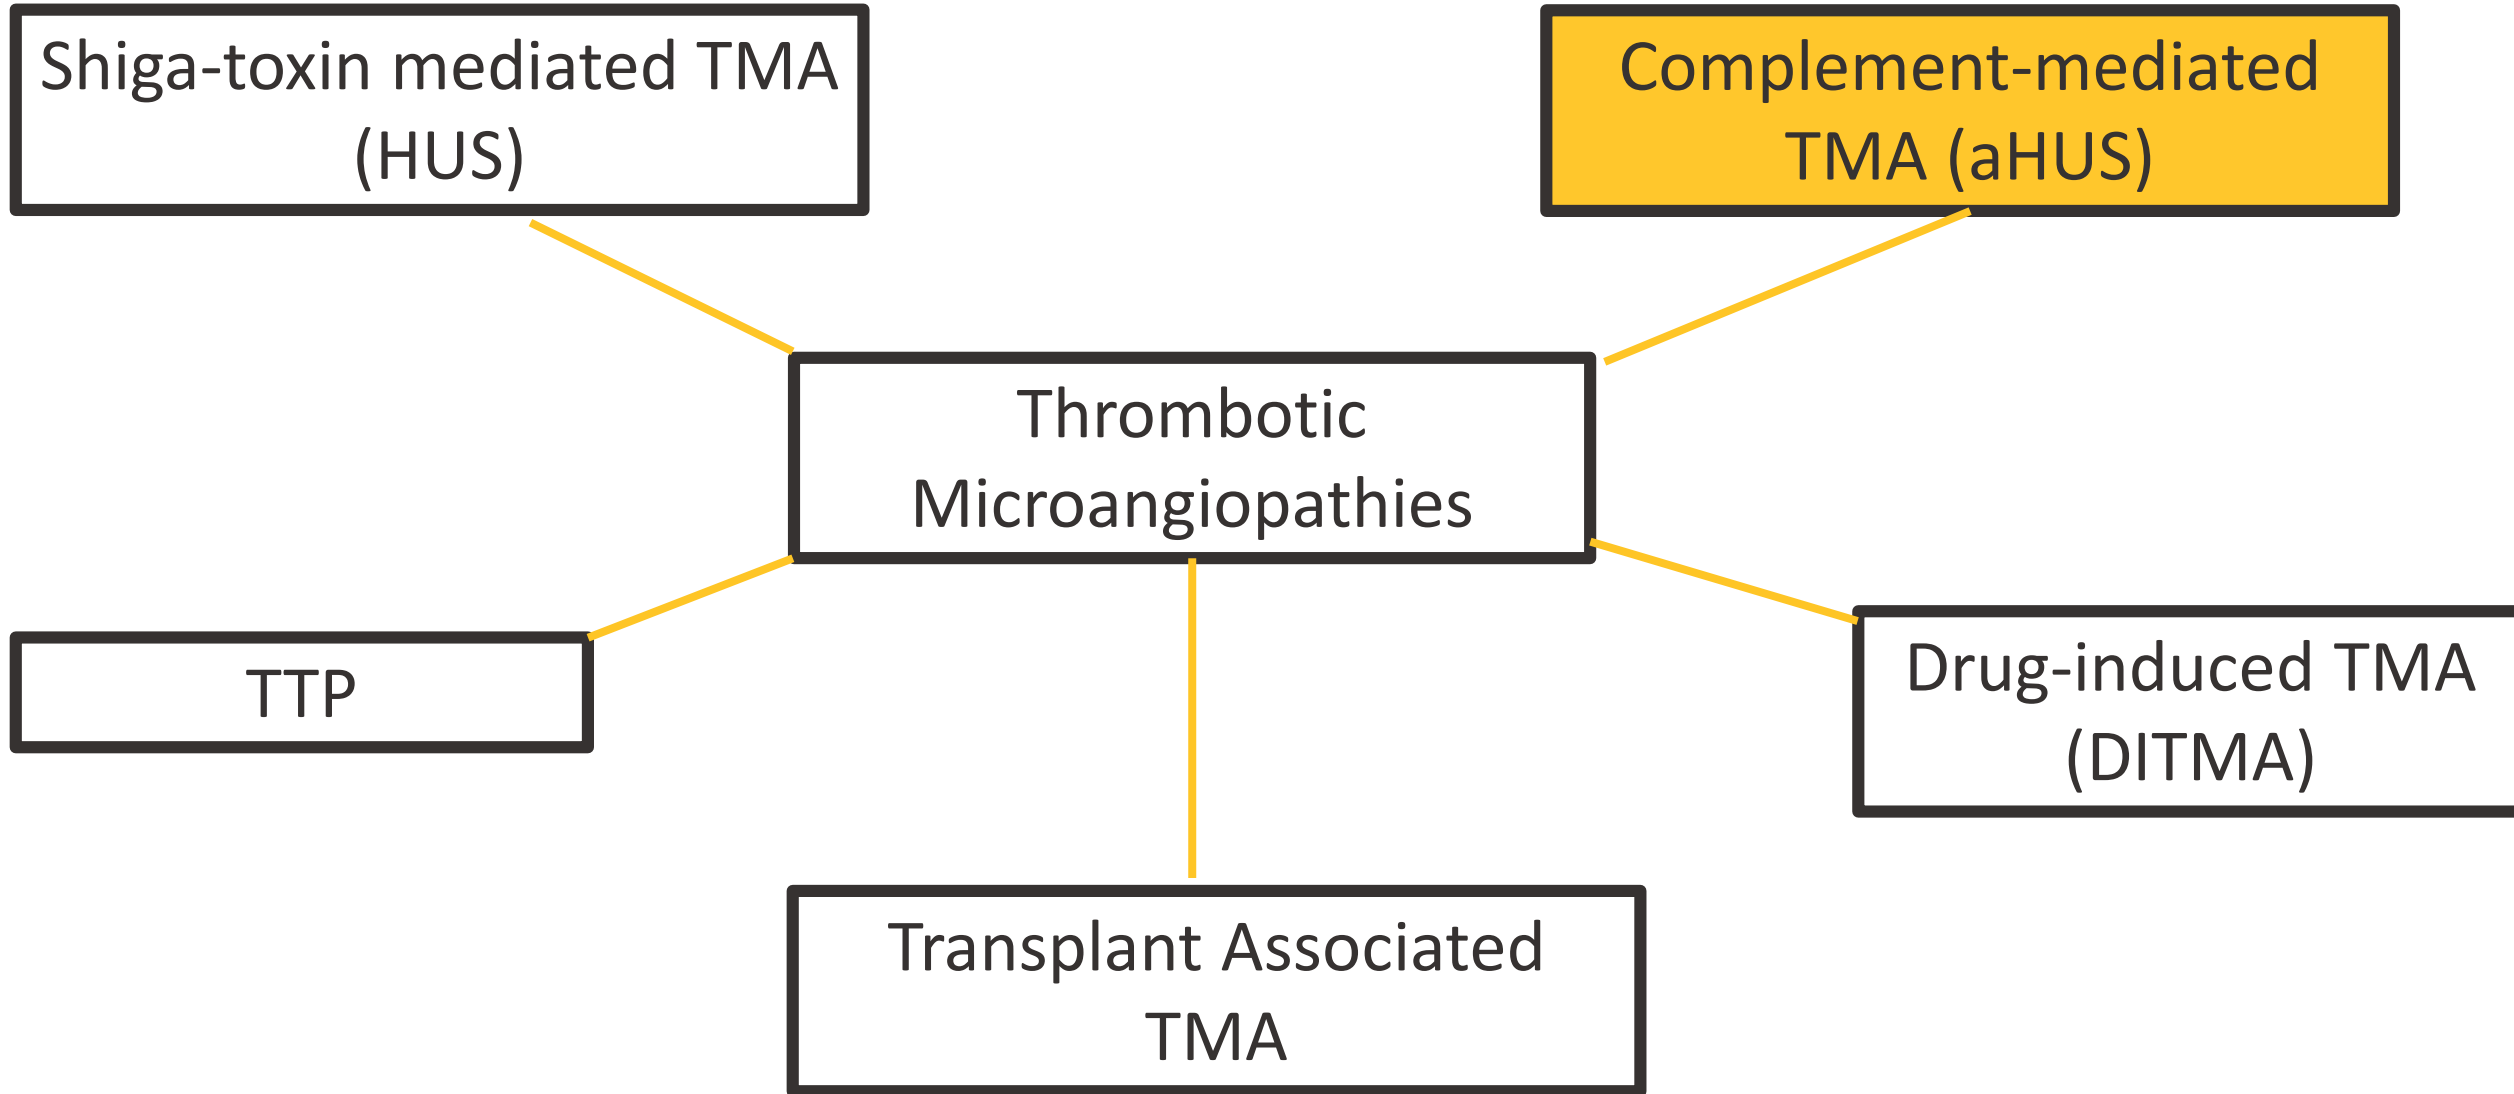 Shiga-toxin mediated TMA
(HUS)
Complement-mediated
TMA (aHUS)
Thrombotic
Microangiopathies
TTP
Drug-induced TMA
(DITMA)
Transplant Associated
TMA